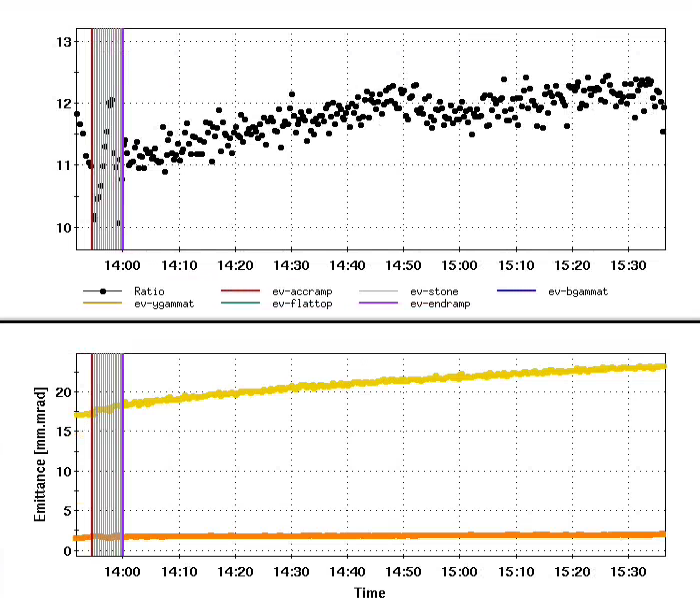 13
12
11
10
14:00 14:10 14:20 14:30 14:40 14:50 15:00 15:10 15:20 15:30
Ratio ev-accramp ev-stone ev-bgammat
ev-ygammat ev-flattop ev-endramp
Emittance [mm.mrad]
20
15
10
5
0
14:00 14:10 14:20 14:30 14:40 14:50 15:00 15:10 15:20 15:30
Time